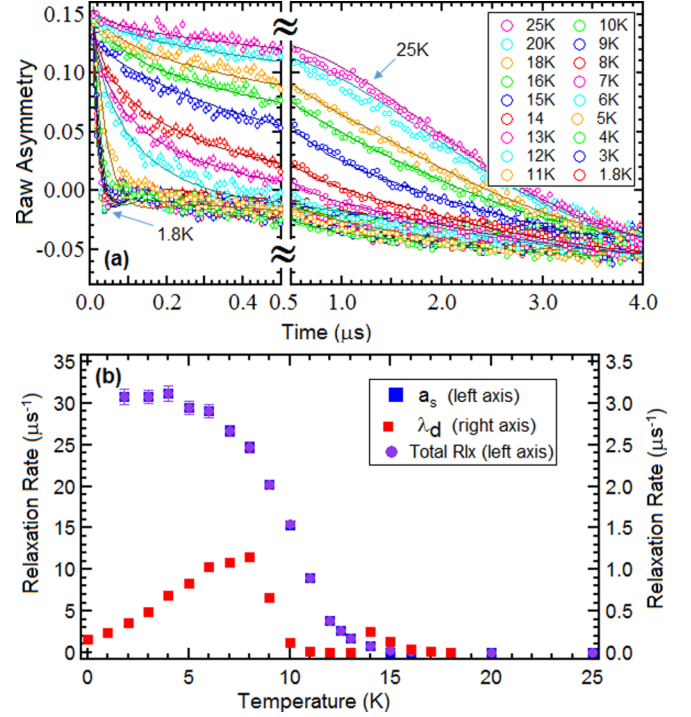 0.15
0.10
0.05
0.00
-0.05
Raw Asymmetry
≈
≈
25K
1.8K
(a)
25K 10K
20K 9K
18K 8K
16K 7K
15K 6K
14 5K
13K 4K
12K 3K
11K 1.8K
0.0 0.2 0.4 0.5 1.0 2.0 3.0 4.0
Time (μs)
(b)
35
30
25
20
15
10
5
0
Relaxation Rate (μs⁻¹)
as (left axis)
λd (right axis)
Total Rlx (left axis)
3.5
3.0
2.5
2.0
1.5
1.0
0.5
0.0
Relaxation Rate (μs⁻¹)
0 5 10 15 20 25
Temperature (K)